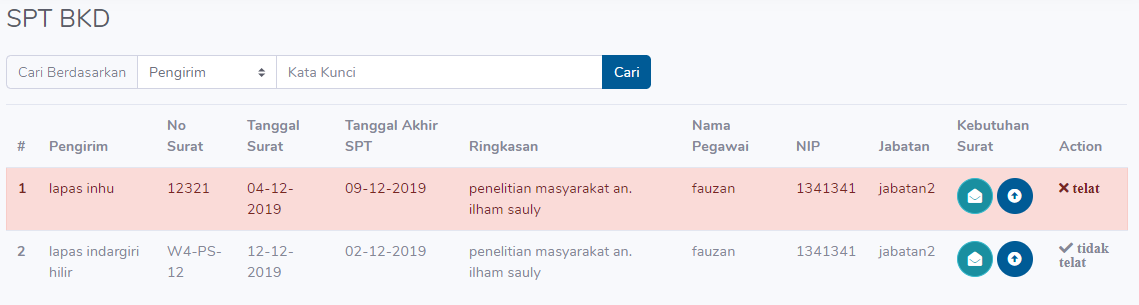 SPT BKD
Cari Berdasarkan Pengirim Kata Kunci Cari
# Pengirim No Surat Tanggal Surat Tanggal Akhir SPT Ringkasan Nama Pegawai NIP Jabatan Kebutuhan Surat Action
1 lapas inhu 12321 04-12-2019 09-12-2019 penelitian masyarakat an. ilham sauly fauzan 1341341 jabatan2 telat
2 lapas indargiri hilir W4-PS-12 12-12-2019 02-12-2019 penelitian masyarakat an. ilham sauly fauzan 1341341 jabatan2 tidak telat